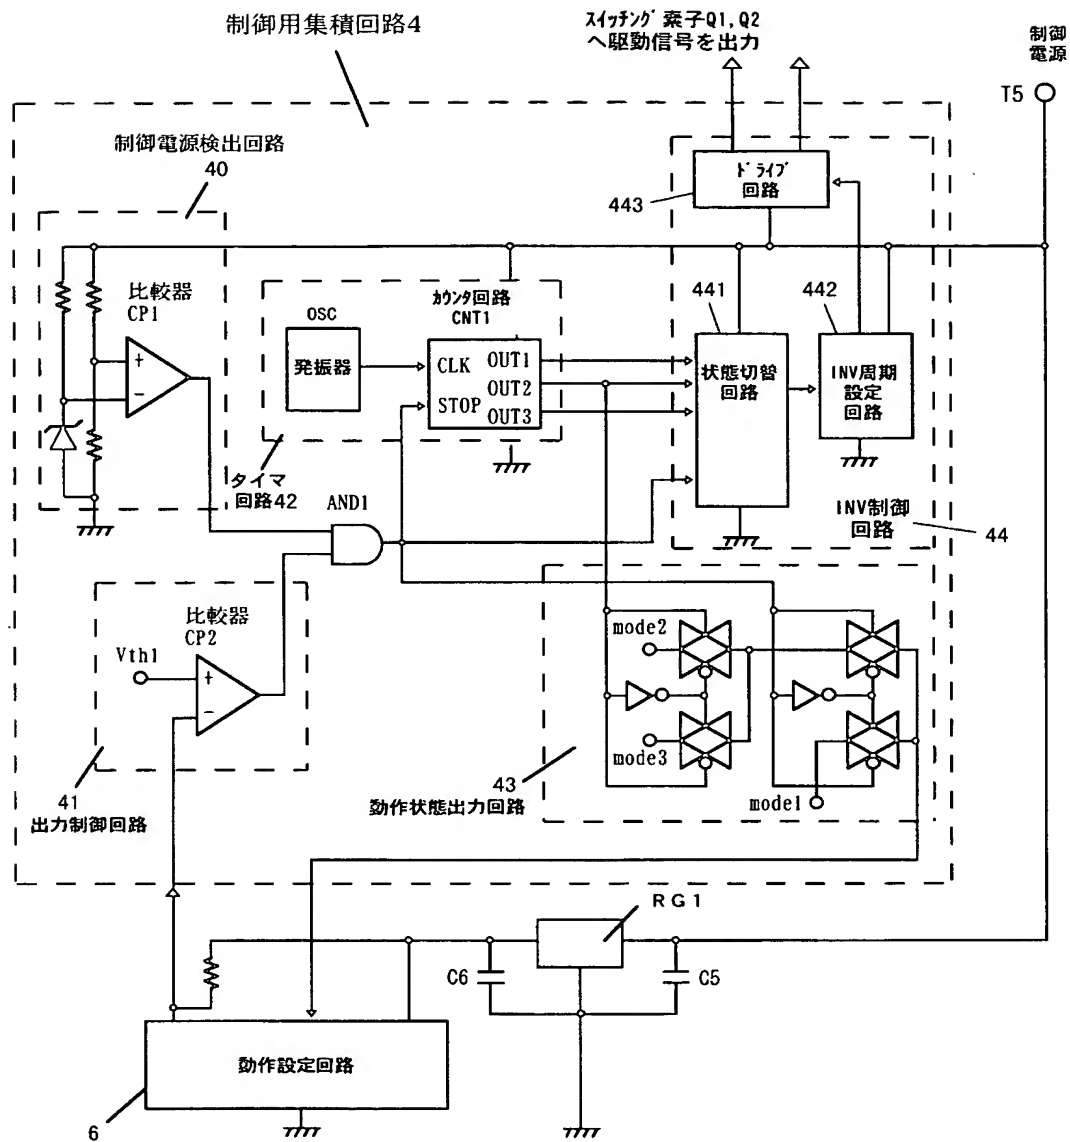 制御用集積回路4
スイッチング 素子Q1,Q2
へ駆動信号を出力
制御
電源
T5
制御電源検出回路
40
ドライブ
回路
443
比較器
CP1
OSC
発振器
カウンタ回路
CNT1
CLK
STOP
OUT1
OUT2
OUT3
441
状態切替
回路
442
INV周期
設定
回路
タイマ
回路42
AND1
INV制御
回路
44
比較器
CP2
Vth1
+
-
+
-
mode2
mode3
mode1
41
出力制御回路
43
動作状態出力回路
RG1
C6
C5
動作設定回路
6